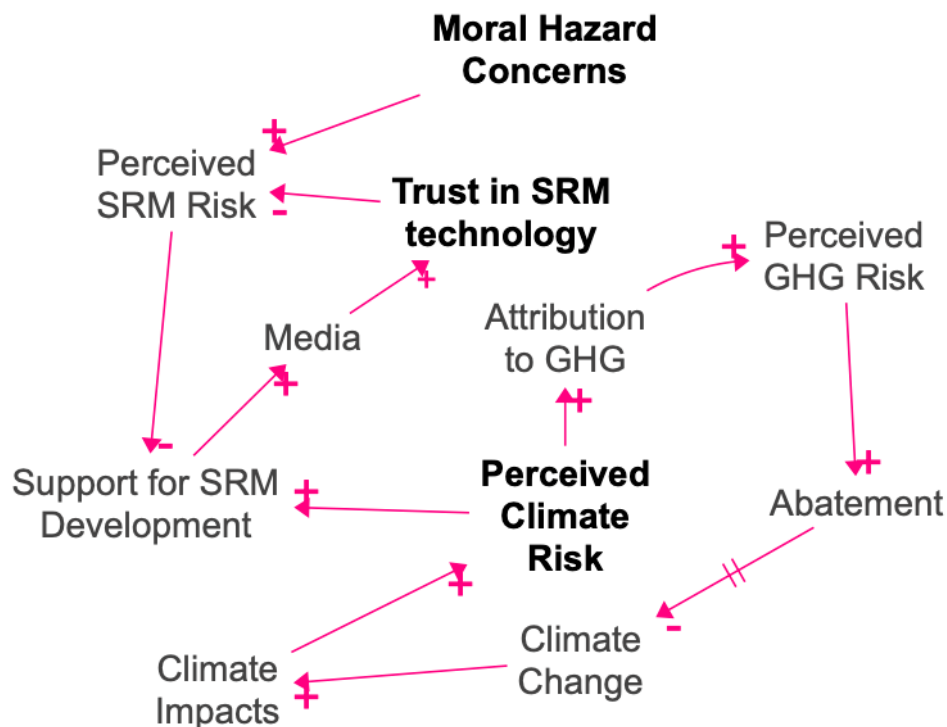 Moral Hazard
Concerns
+
Perceived
SRM Risk
-
Trust in SRM
technology
+
Perceived
GHG Risk
+
Media
+
Attribution
to GHG
+
-
Support for SRM
Development
+
Perceived
Climate
Risk
+
Abatement
+
-
Climate
Change
Climate
Impacts
+